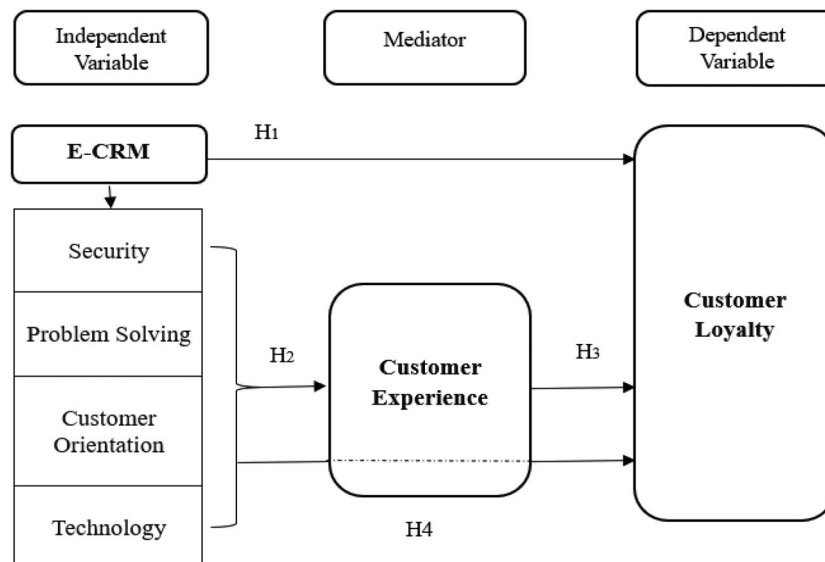 Independent
Variable
Mediator
Dependent
Variable
E-CRM
H1
Security
Problem Solving
Customer
Orientation
Technology
H2
Customer
Experience
H3
Customer
Loyalty
H4